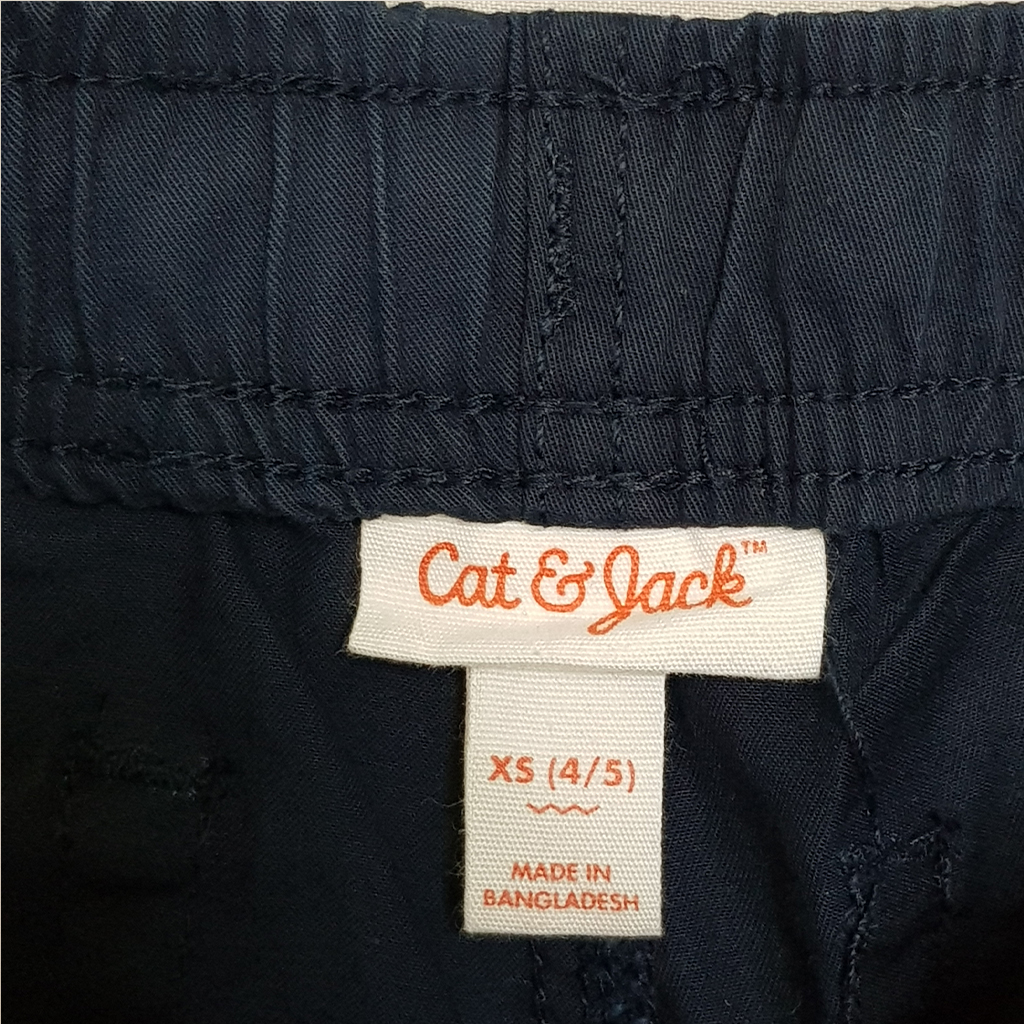 Cat & Jack™
XS (4/5)
MADE IN
BANGLADESH